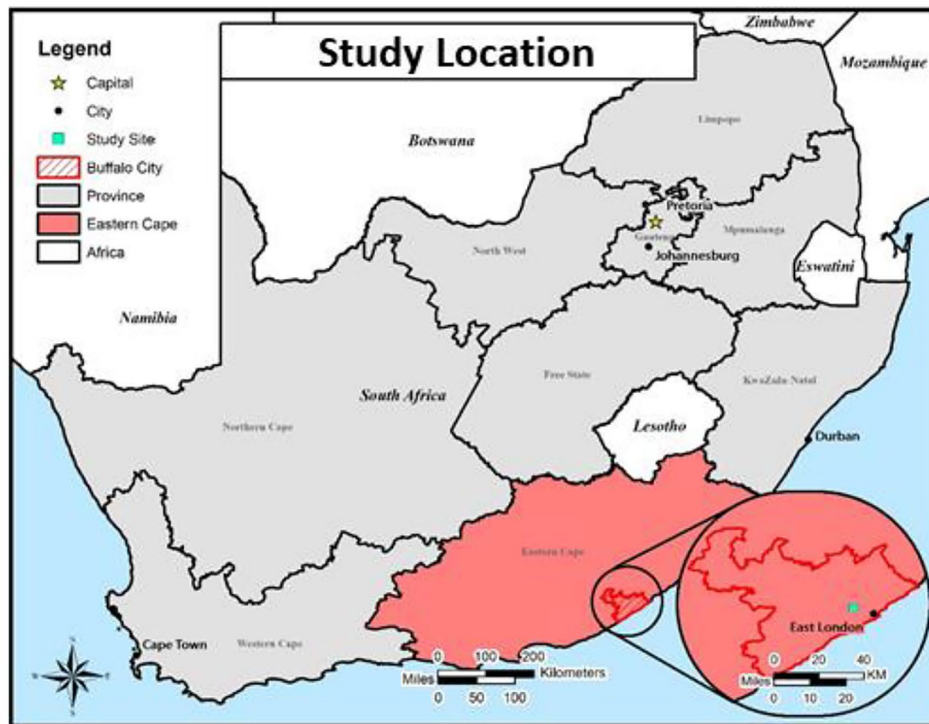 Study Location
Legend
Capital
City
Study Site
Buffalo City
Province
Eastern Cape
Africa
Zimbabwe
Mozambique
Botswana
Limpopo
Pretoria
North West
Gauteng
Mpumalanga
Johannesburg
Eswatini
Namibia
South Africa
Free State
KwaZulu Natal
Northern Cape
Lesotho
Durban
Eastern Cape
East London
Cape Town
Western Cape
0 100 200
Kilometers
Miles
0 50 100
0 20 40
KM
Miles
0 10 20